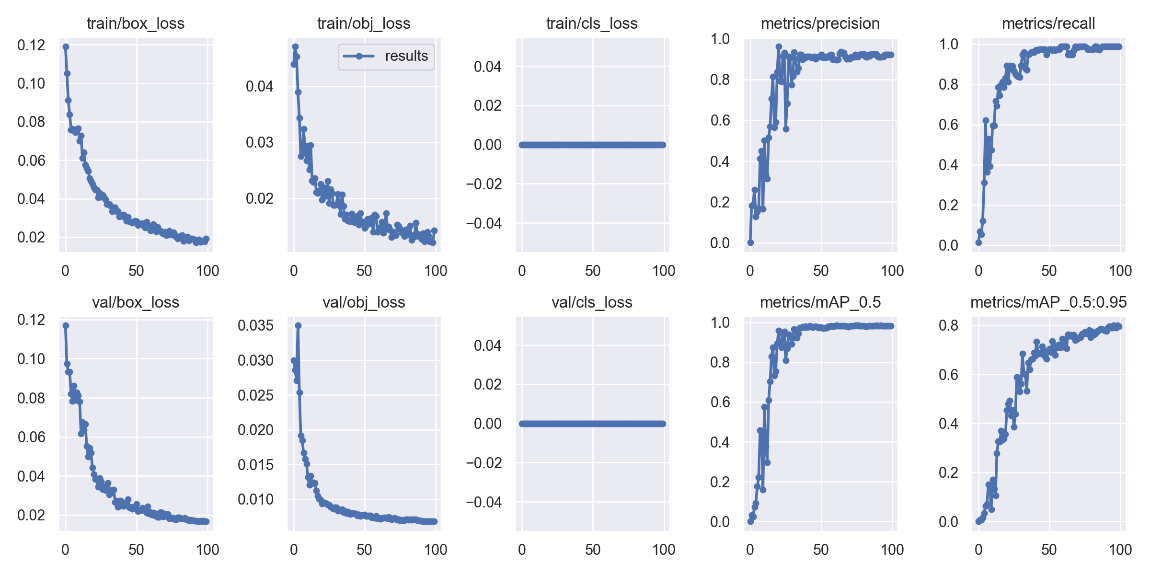 train/box_loss
0.12
0.10
0.08
0.06
0.04
0.02
0 50 100
train/obj_loss
results
0.04
0.03
0.02
0 50 100
train/cls_loss
0.04
0.02
0.00
−0.02
−0.04
0 50 100
metrics/precision
1.0
0.8
0.6
0.4
0.2
0.0
0 50 100
metrics/recall
1.0
0.8
0.6
0.4
0.2
0.0
0 50 100
val/box_loss
0.12
0.10
0.08
0.06
0.04
0.02
0 50 100
val/obj_loss
0.035
0.030
0.025
0.020
0.015
0.010
0 50 100
val/cls_loss
0.04
0.02
0.00
−0.02
−0.04
0 50 100
metrics/mAP_0.5
1.0
0.8
0.6
0.4
0.2
0.0
0 50 100
metrics/mAP_0.5:0.95
0.8
0.6
0.4
0.2
0.0
0 50 100